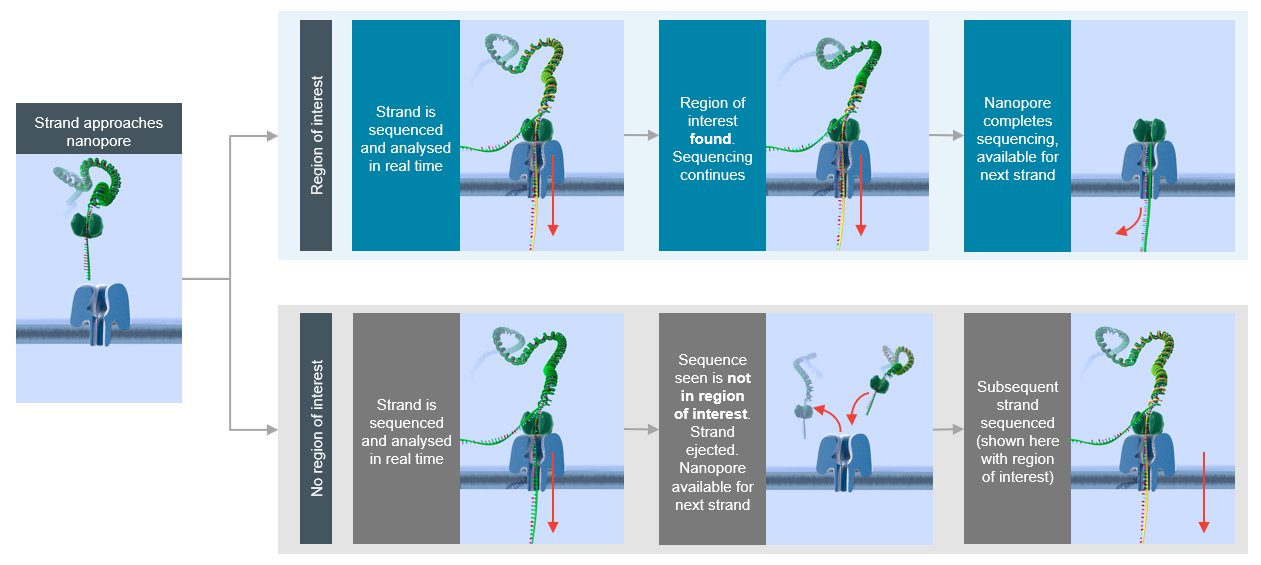 Strand approaches
nanopore
Region of interest
Strand is
sequenced
and analysed
in real time
Region of
interest
found.
Sequencing
continues
Nanopore
completes
sequencing,
available for
next strand
No region of interest
Strand is
sequenced
and analysed
in real time
Sequence
seen is not
in region
of interest.
Strand
ejected.
Nanopore
available for
next strand
Subsequent
strand
sequenced
(shown here
with region
of interest)